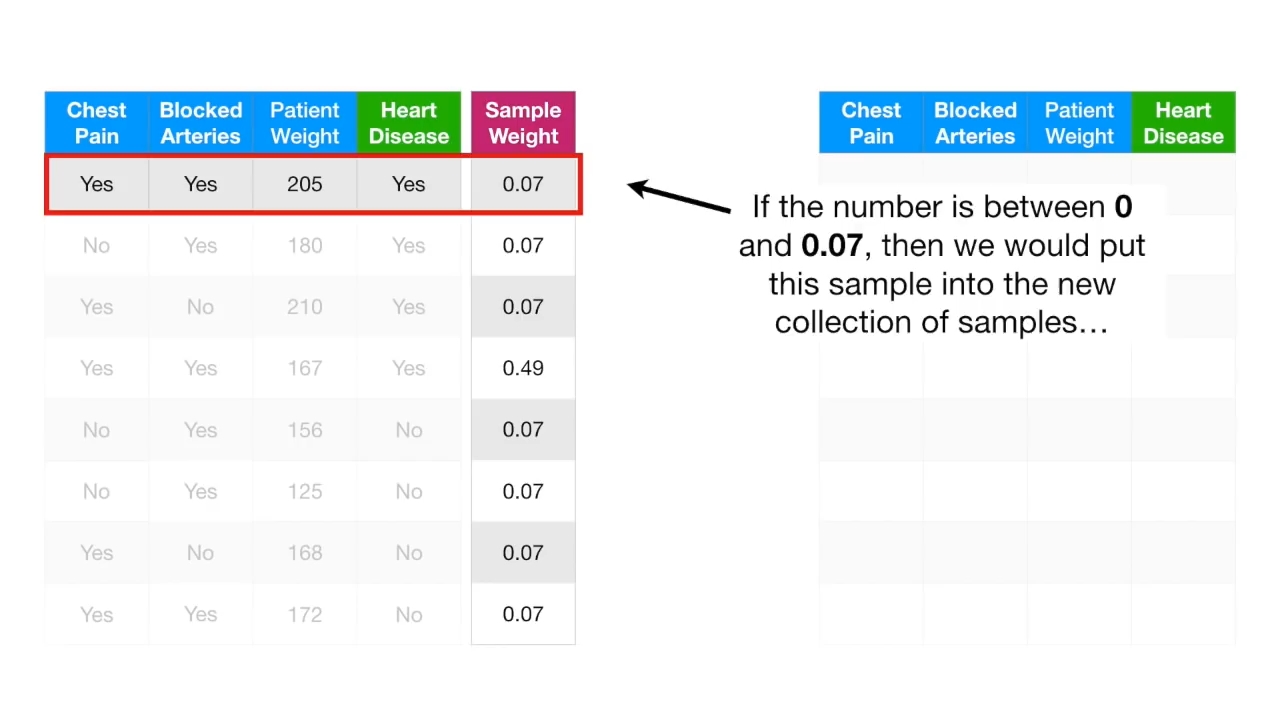 Chest Pain Blocked Arteries Patient Weight Heart Disease Sample Weight
Yes Yes 205 Yes 0.07
No Yes 180 Yes 0.07
Yes No 210 Yes 0.07
Yes Yes 167 Yes 0.49
No Yes 156 No 0.07
No Yes 125 No 0.07
Yes No 168 No 0.07
Yes Yes 172 No 0.07
Chest Pain Blocked Arteries Patient Weight Heart Disease
If the number is between 0
and 0.07, then we would put
this sample into the new
collection of samples…